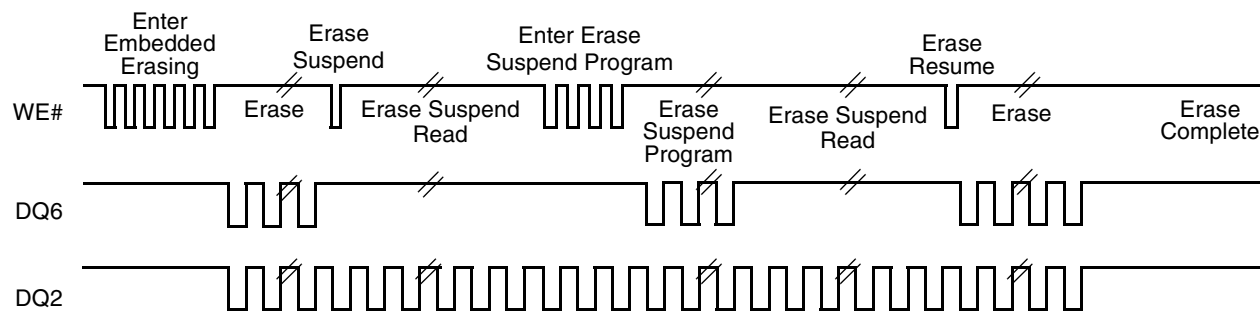 Enter
Embedded
Erasing
Erase
Suspend
Enter Erase
Suspend Program
Erase
Resume
WE#
Erase
Erase Suspend
Read
Erase
Suspend
Program
Erase Suspend
Read
Erase
Erase
Complete
DQ6
DQ2